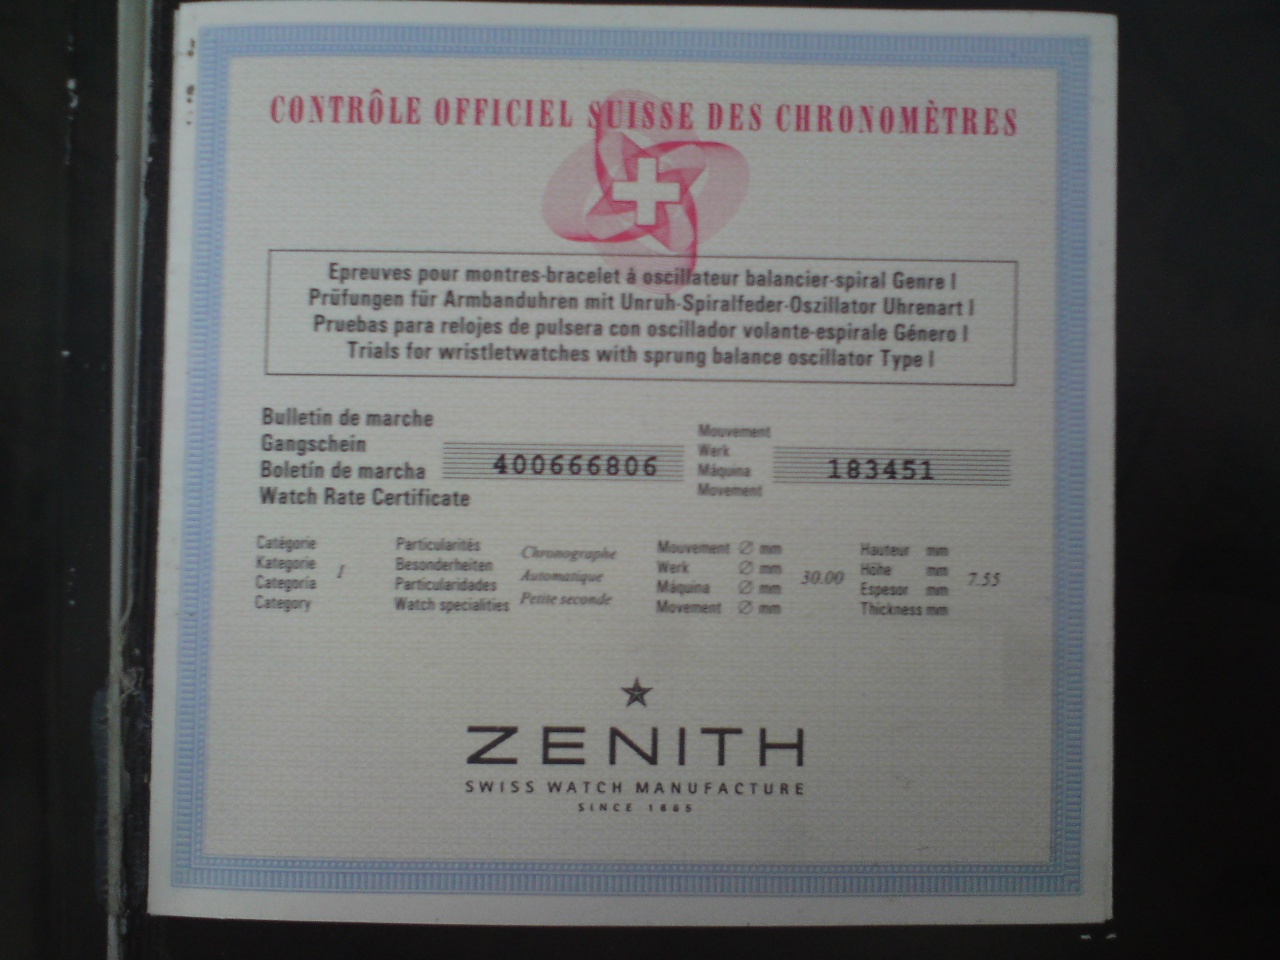 CONTRÔLE OFFICIEL SUISSE DES CHRONOMÈTRES
Epreuves pour montres-bracelet à oscillateur balancier-spiral Genre I
Prüfungen für Armbanduhren mit Unruh-Spiralfeder-Oszillator Uhrenart I
Pruebas para relojes de pulsera con oscillador volante-espirale Género I
Trials for wristletwatches with sprung balance oscillator Type I
Bulletin de marche
Gangschein
Boletín de marcha
Watch Rate Certificate
400666806
Mouvement
Werk
Máquina
Movement
183451
Catégorie
Kategorie
Categoría
Category
1
Particularités
Besonderheiten
Particularidades
Watch specialities
Chronographe
Automatique
Petite seconde
Mouvement ∅ mm
Werk ∅ mm
Máquina ∅ mm
Movement ∅ mm
30.00
Hauteur mm
Höhe mm
Espesor mm
Thickness mm
7.55
ZENITH
SWISS WATCH MANUFACTURE
SINCE 1865